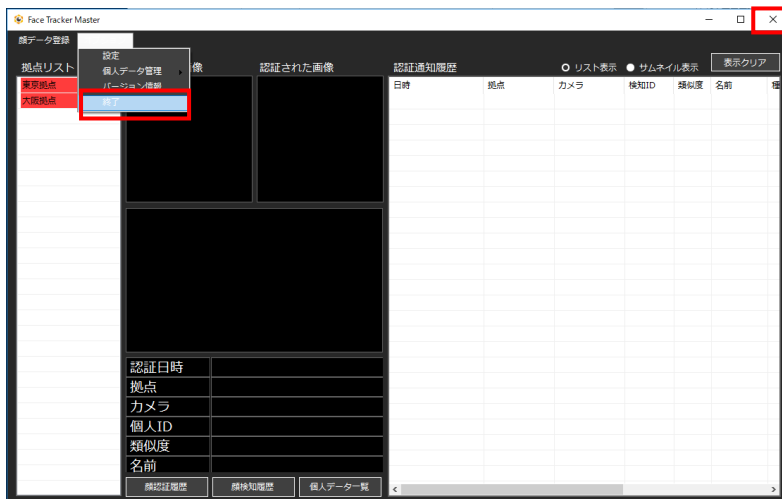 Face Tracker Master
顔データ登録
設定
個人データ管理
バージョン情報
終了
拠点リスト
東京拠点
大阪拠点
像
認証された画像
認証通知履歴
リスト表示
サムネイル表示
表示クリア
日時 拠点 カメラ 検知ID 類似度 名前 種
認証日時
拠点
カメラ
個人ID
類似度
名前
顔認証履歴
顔検知履歴
個人データ一覧